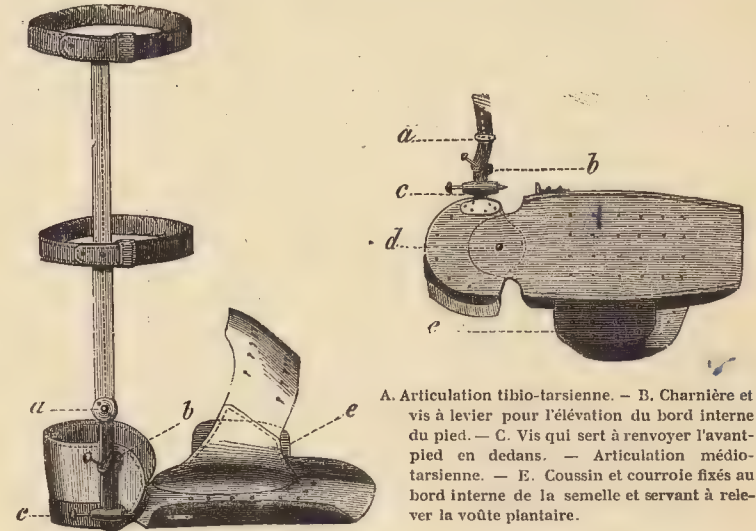 a
b
c
d
e
a
b
e
c
A. Articulation tibio-tarsienne. — B. Charnière et
vis à levier pour l'élévation du bord interne
du pied. — C. Vis qui sert à renvoyer l'avant-
pied en dedans. — Articulation médio-
tarsienne. — E. Coussin et courroie fixés au
bord interne de la semelle et servant à rele-
ver la voûte plantaire.